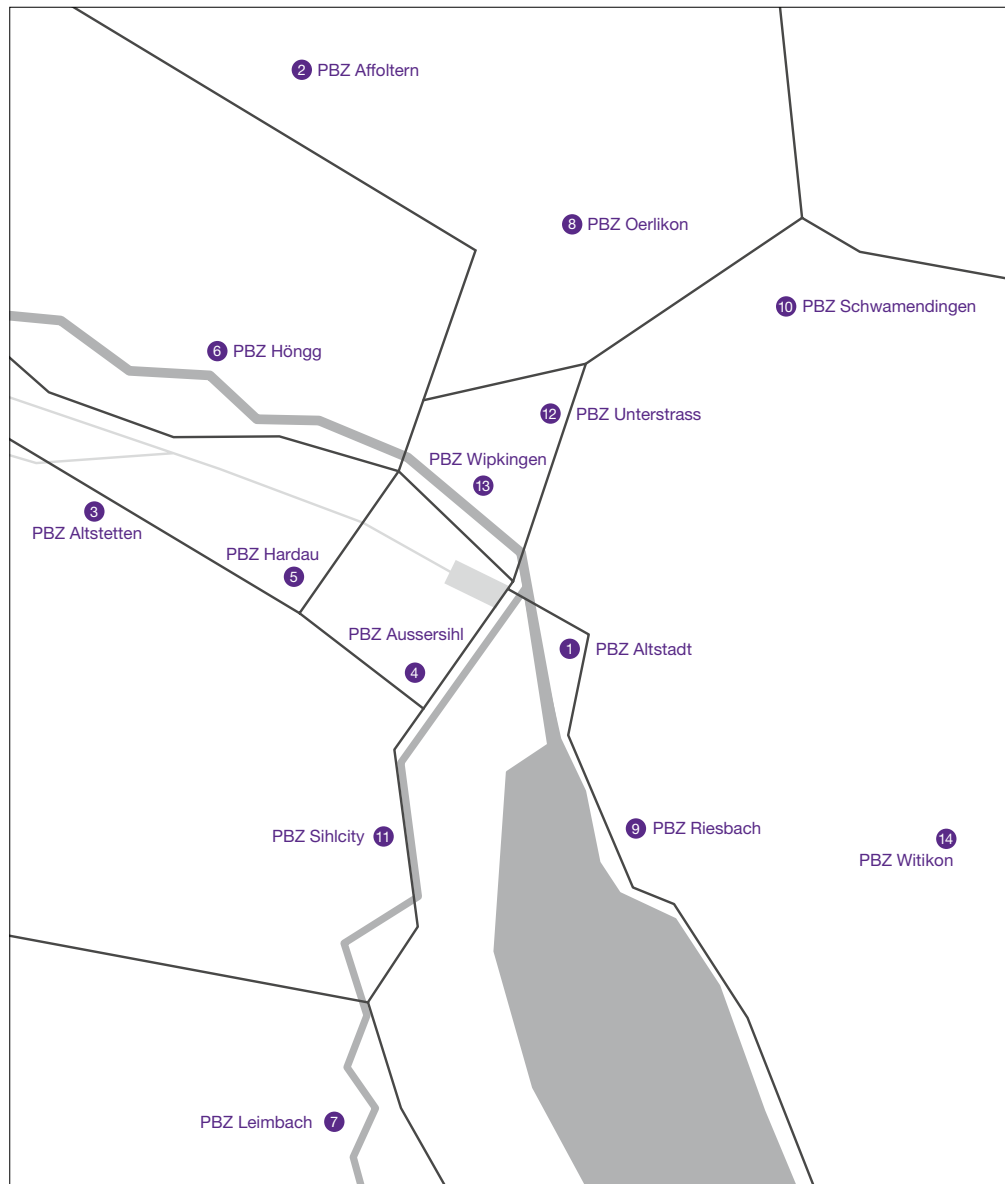 2 PBZ Affoltern
8 PBZ Oerlikon
10 PBZ Schwamendingen
6 PBZ Höngg
12 PBZ Unterstrass
PBZ Wipkingen
13
3
PBZ Altstetten
PBZ Hardau
5
PBZ Aussersihl
4
1 PBZ Altstadt
PBZ Sihlcity 11
9 PBZ Riesbach
14
PBZ Witikon
PBZ Leimbach 7